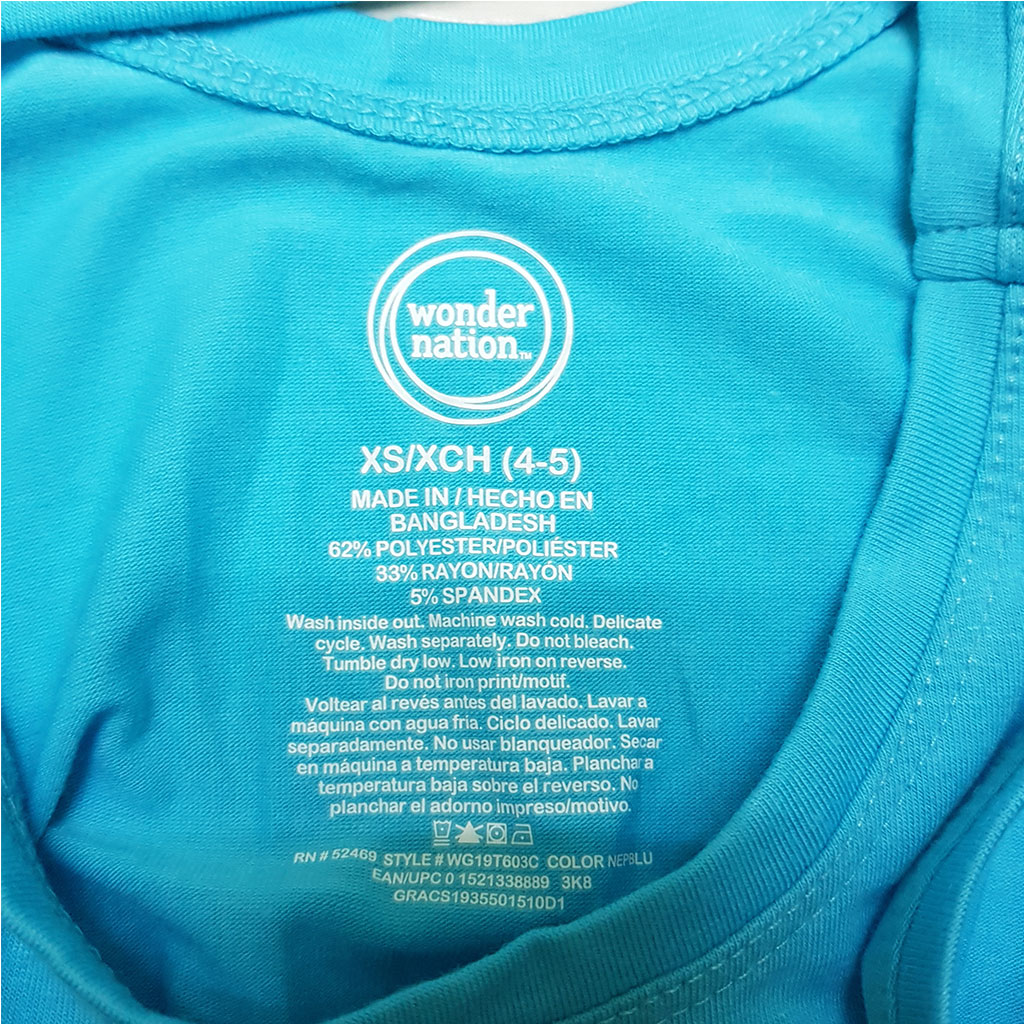 wonder
nation™
XS/XCH (4-5)
MADE IN / HECHO EN
BANGLADESH
62% POLYESTER/POLIÉSTER
33% RAYON/RAYÓN
5% SPANDEX
Wash inside out. Machine wash cold. Delicate
cycle. Wash separately. Do not bleach.
Tumble dry low. Low iron on reverse.
Do not iron print/motif.
Voltear al revés antes del lavado. Lavar a
máquina con agua fria. Ciclo delicado. Lavar
separadamente. No usar blanqueador. Secar
en máquina a temperatura baja. Planchar a
temperatura baja sobre el reverso. No
planchar el adorno impreso/motivo.
RN # 52469 STYLE # WG19T603C COLOR NEPBLU
EAN/UPC 0 1521338889 3K8
GRACS1935501510D1